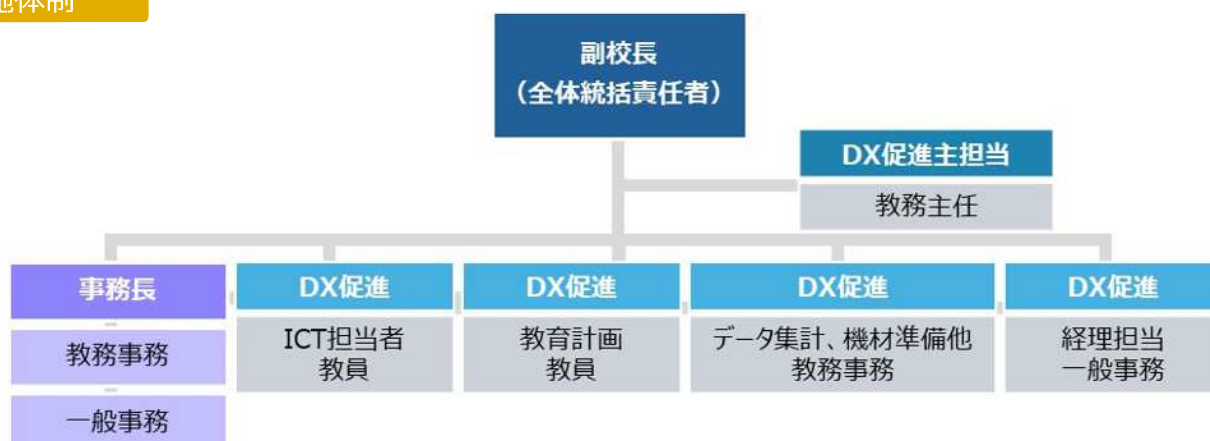 副校長
（全体統括責任者）
DX促進主担当
教務主任
事務長
教務事務
一般事務
DX促進
ICT担当者
教員
DX促進
教育計画
教員
DX促進
データ集計、機材準備他
教務事務
DX促進
経理担当
一般事務